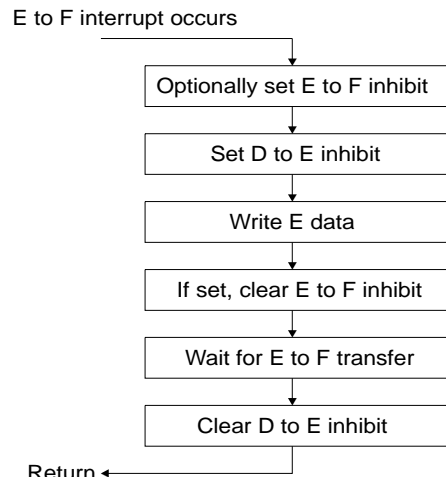 E to F interrupt occurs
Optionally set E to F inhibit
Set D to E inhibit
Write E data
If set, clear E to F inhibit
Wait for E to F transfer
Clear D to E inhibit
Return